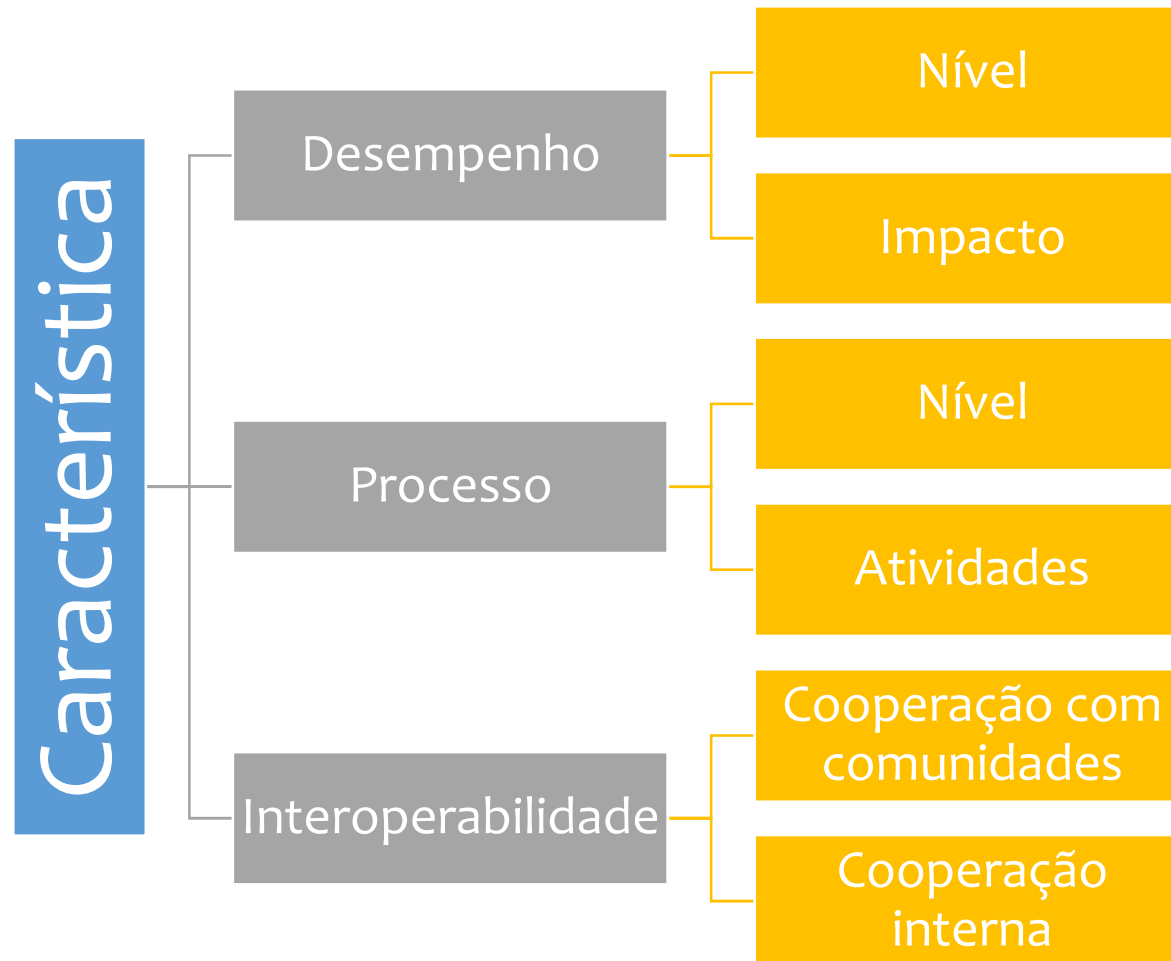 Característica
Desempenho
Nível
Impacto
Processo
Nível
Atividades
Interoperabilidade
Cooperação com
comunidades
Cooperação
interna